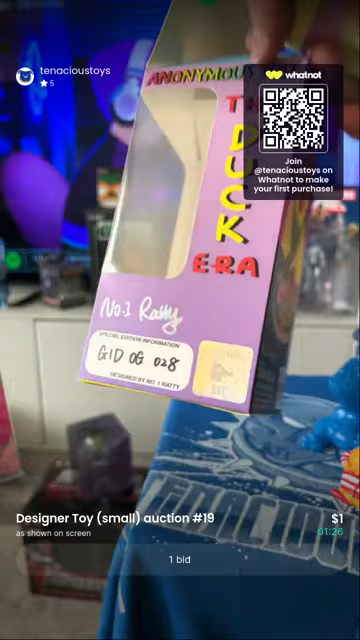 tenacioustoys
★ 5
whatnot
Join
@tenacioustoys on
Whatnot to make
your first purchase!
ANONYMOUS
DUCK
ERA
No.1 Ratty
SPECIAL EDITION INFORMATION
GID OG 028
DESIGNED BY NO. 1 RATTY
Designer Toy (small) auction #19
$1
as shown on screen
01:26
1 bid